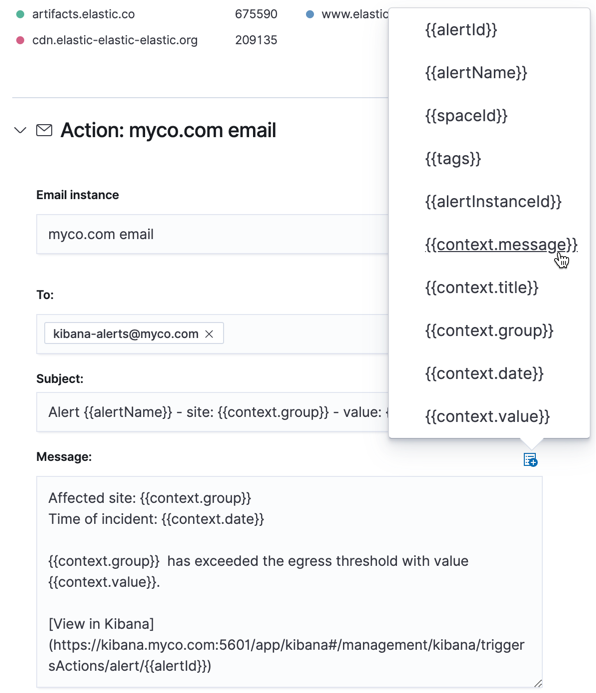 artifacts.elastic.co 675590 www.elastic
cdn.elastic-elastic-elastic.org 209135
Action: myco.com email
Email instance
myco.com email
To:
kibana-alerts@myco.com ×
Subject:
Alert {{alertName}} - site: {{context.group}} - value: {
Message:
Affected site: {{context.group}}
Time of incident: {{context.date}}
{{context.group}}  has exceeded the egress threshold with value
{{context.value}}.
[View in Kibana]
(https://kibana.myco.com:5601/app/kibana#/management/kibana/trigger
sActions/alert/{{alertId}})
{{alertId}}
{{alertName}}
{{spaceId}}
{{tags}}
{{alertInstanceId}}
{{context.message}}
{{context.title}}
{{context.group}}
{{context.date}}
{{context.value}}